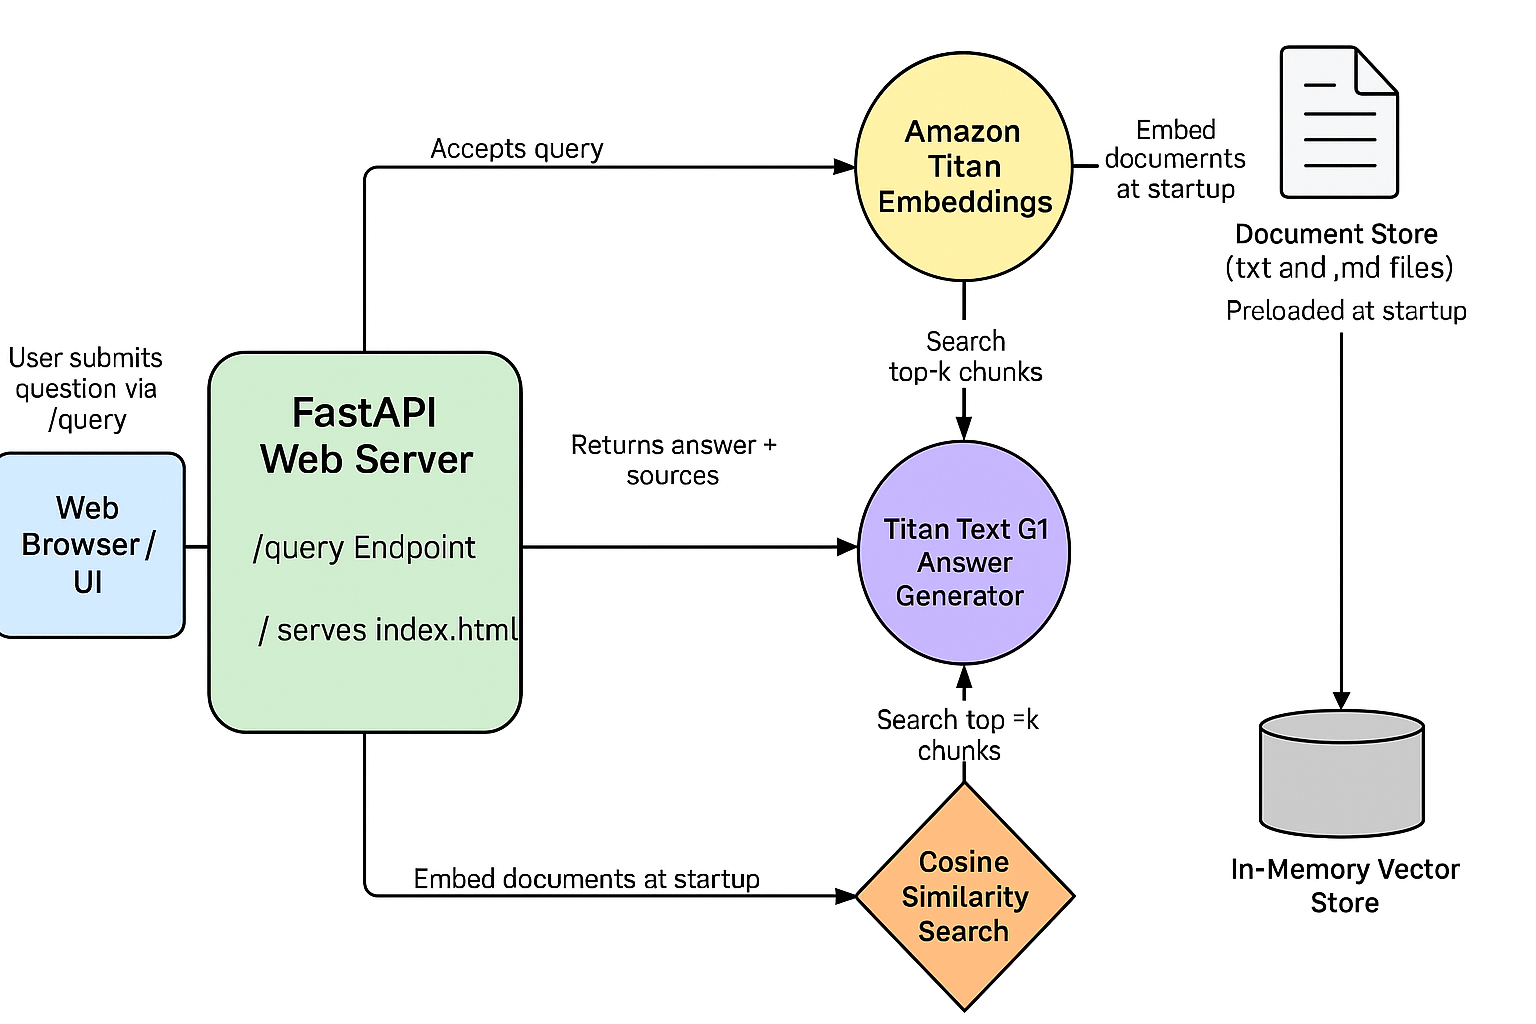 Accepts query
Amazon
Titan
Embeddings
Embed
documernts
at startup
Document Store
(txt and ,md files)
Preloaded at startup
User submits
question via
/query
Web
Browser /
UI
FastAPI
Web Server
/query Endpoint
/ serves index.html
Returns answer +
sources
Search
top-k chunks
Titan Text G1
Answer
Generator
Search top =k
chunks
Embed documents at startup
Cosine
Similarity
Search
In-Memory Vector
Store